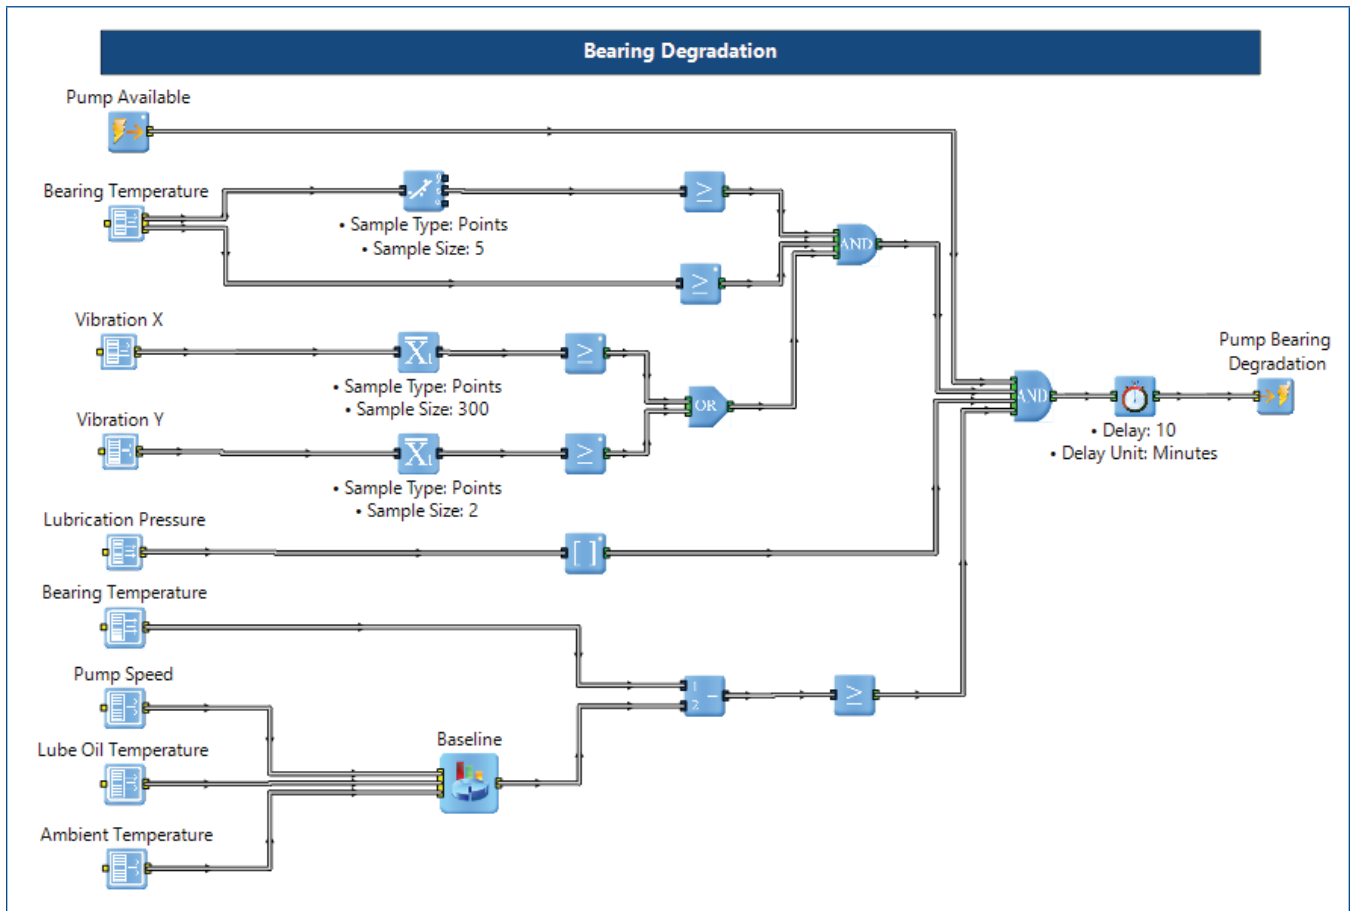 Bearing Degradation
Pump Available
Bearing Temperature
• Sample Type: Points
• Sample Size: 5
≥
AND
≥
Vibration X
X̅ı
≥
• Sample Type: Points
• Sample Size: 300
OR
Vibration Y
X̅ı
≥
• Sample Type: Points
• Sample Size: 2
Pump Bearing
Degradation
AND
• Delay: 10
• Delay Unit: Minutes
Lubrication Pressure
[ ]
Bearing Temperature
Pump Speed
1
2
–
≥
Lube Oil Temperature
Baseline
Ambient Temperature